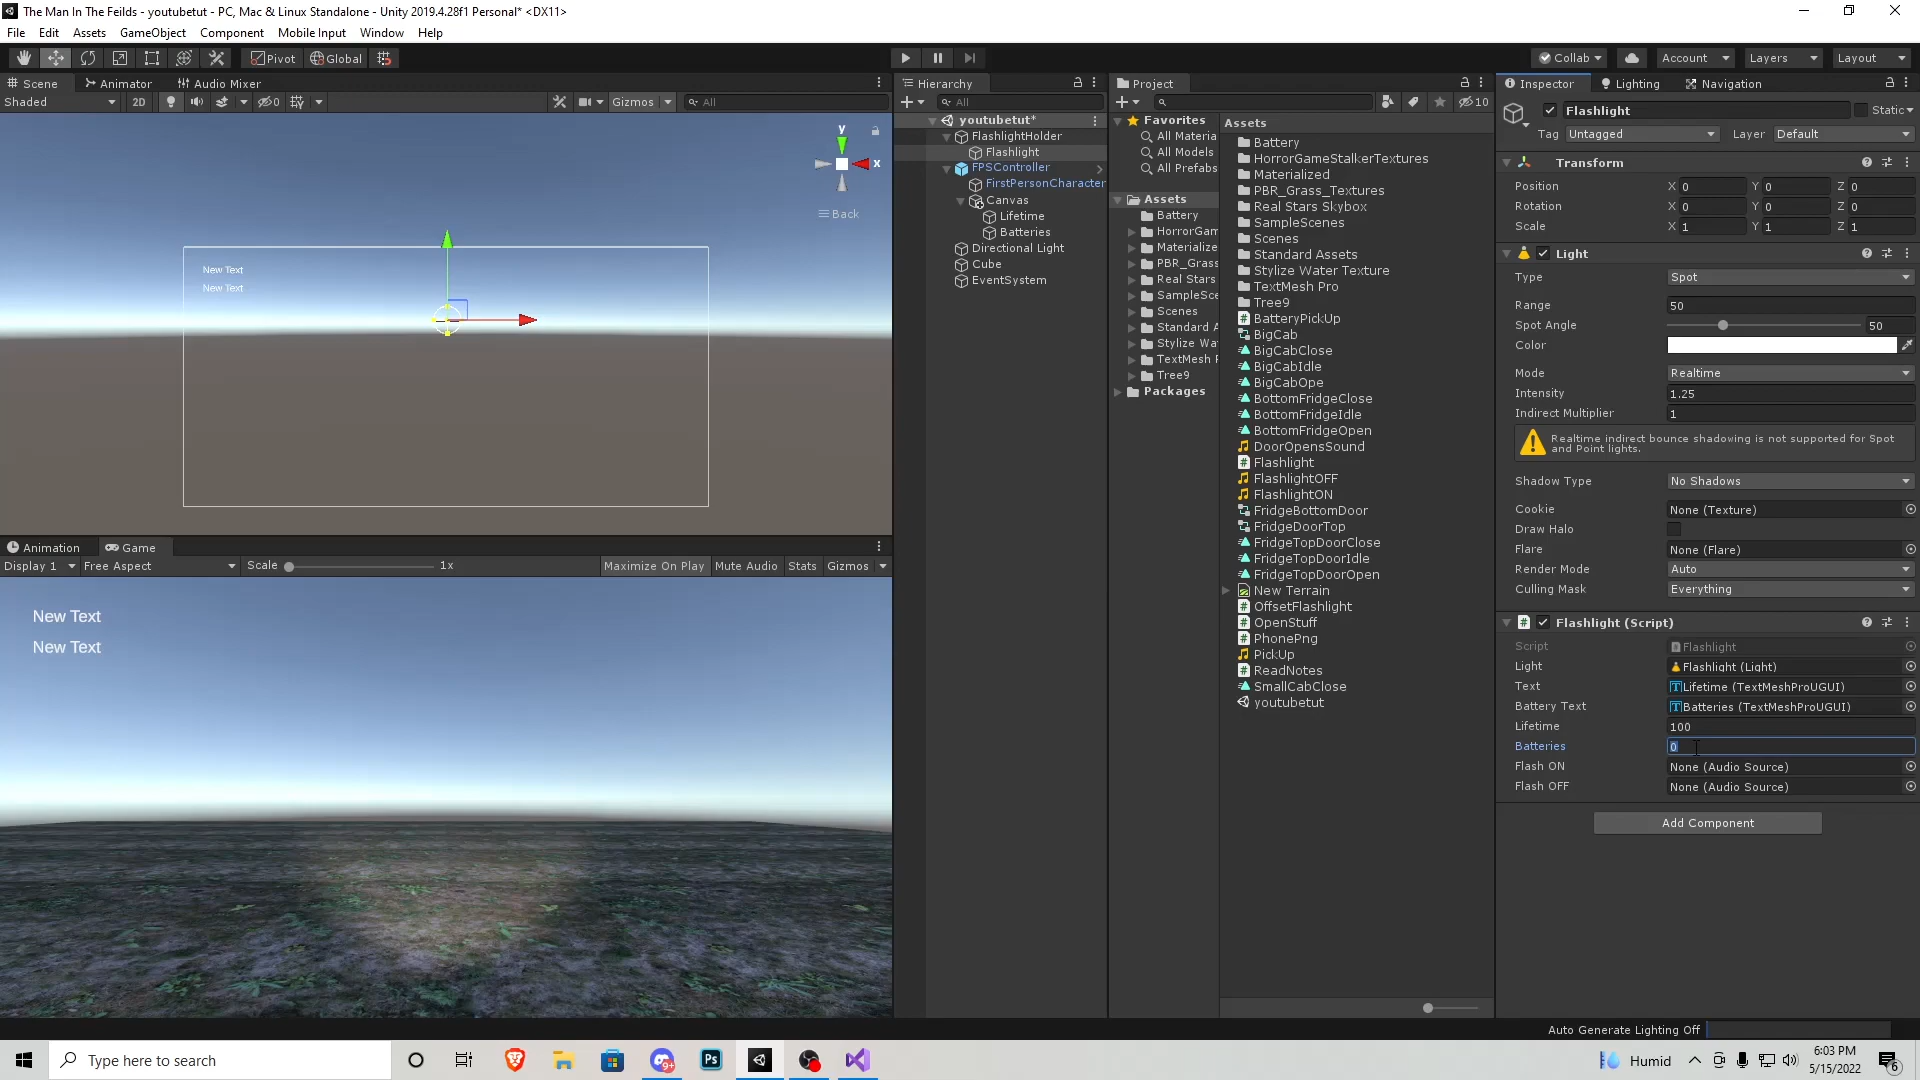 The Man In The Feilds - youtubetut - PC, Mac & Linux Standalone - Unity 2019.4.28f1 Personal* <DX11>
File Edit Assets GameObject Component Mobile Input Window Help
Pivot Global Collab Account Layers Layout
Scene Animator Audio Mixer
Shaded 2D 0 Gizmos All
y
x
Back
New Text
New Text
Animation Game
Display 1 Free Aspect Scale 1x Maximize On Play Mute Audio Stats Gizmos
New Text
New Text
Hierarchy
All
youtubetut*
FlashlightHolder
Flashlight
FPSController
FirstPersonCharacter
Canvas
Lifetime
Batteries
Directional Light
Cube
EventSystem
Project
10
Favorites
All Materia
All Models
All Prefabs
Assets
Battery
HorrorGam
Materialize
PBR_Grass
Real Stars
SampleSce
Scenes
Standard A
Stylize Wa
TextMesh P
Tree9
Packages
Assets
Battery
HorrorGameStalkerTextures
Materialized
PBR_Grass_Textures
Real Stars Skybox
SampleScenes
Scenes
Standard Assets
Stylize Water Texture
TextMesh Pro
Tree9
BatteryPickUp
BigCab
BigCabClose
BigCabIdle
BigCabOpe
BottomFridgeClose
BottomFridgeIdle
BottomFridgeOpen
DoorOpensSound
Flashlight
FlashlightOFF
FlashlightON
FridgeBottomDoor
FridgeDoorTop
FridgeTopDoorClose
FridgeTopDoorIdle
FridgeTopDoorOpen
New Terrain
OffsetFlashlight
OpenStuff
PhonePng
PickUp
ReadNotes
SmallCabClose
youtubetut
Inspector Lighting Navigation
Flashlight Static
Tag Untagged Layer Default
Transform
Position X 0 Y 0 Z 0
Rotation X 0 Y 0 Z 0
Scale X 1 Y 1 Z 1
Light
Type Spot
Range 50
Spot Angle 50
Color
Mode Realtime
Intensity 1.25
Indirect Multiplier 1
Realtime indirect bounce shadowing is not supported for Spot
and Point lights.
Shadow Type No Shadows
Cookie None (Texture)
Draw Halo
Flare None (Flare)
Render Mode Auto
Culling Mask Everything
Flashlight (Script)
Script Flashlight
Light Flashlight (Light)
Text Lifetime (TextMeshProUGUI)
Battery Text Batteries (TextMeshProUGUI)
Lifetime 100
Batteries 0
Flash ON None (Audio Source)
Flash OFF None (Audio Source)
Add Component
Auto Generate Lighting Off
Type here to search
9+
Ps
Humid
6:03 PM
5/15/2022
6